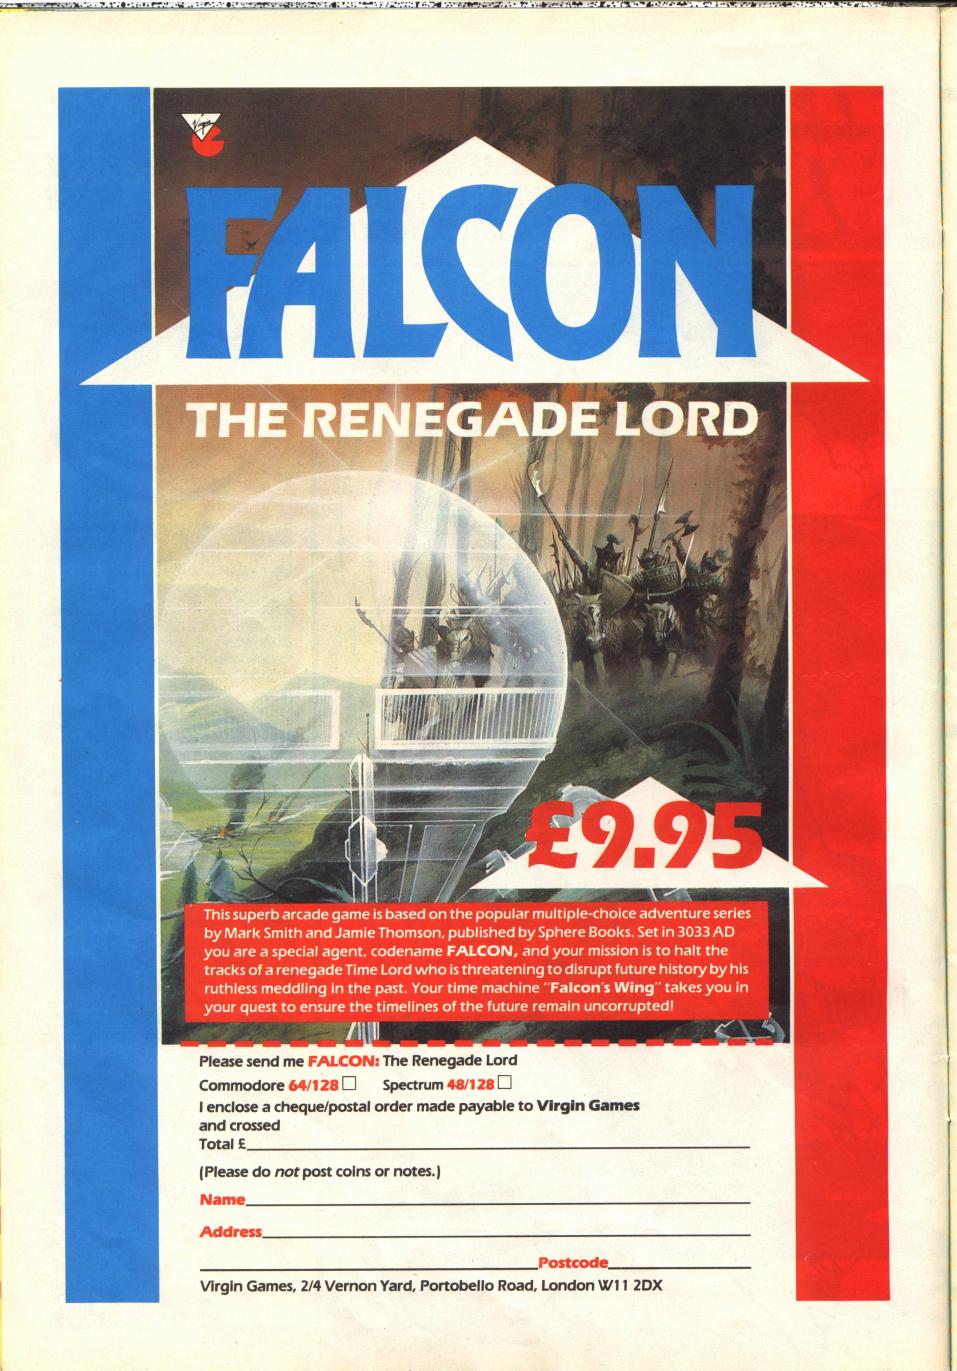 Virgin
FALCON
THE RENEGADE LORD
£9.95
This superb arcade game is based on the popular multiple-choice adventure series
by Mark Smith and Jamie Thomson, published by Sphere Books. Set in 3033 AD
you are a special agent, codename FALCON, and your mission is to halt the
tracks of a renegade Time Lord who is threatening to disrupt future history by his
ruthless meddling in the past. Your time machine "Falcon's Wing" takes you in
your quest to ensure the timelines of the future remain uncorrupted!
Please send me FALCON: The Renegade Lord
Commodore 64/128 Spectrum 48/128
I enclose a cheque/postal order made payable to Virgin Games
and crossed
Total £
(Please do not post coins or notes.)
Name
Address
Postcode
Virgin Games, 2/4 Vernon Yard, Portobello Road, London W11 2DX